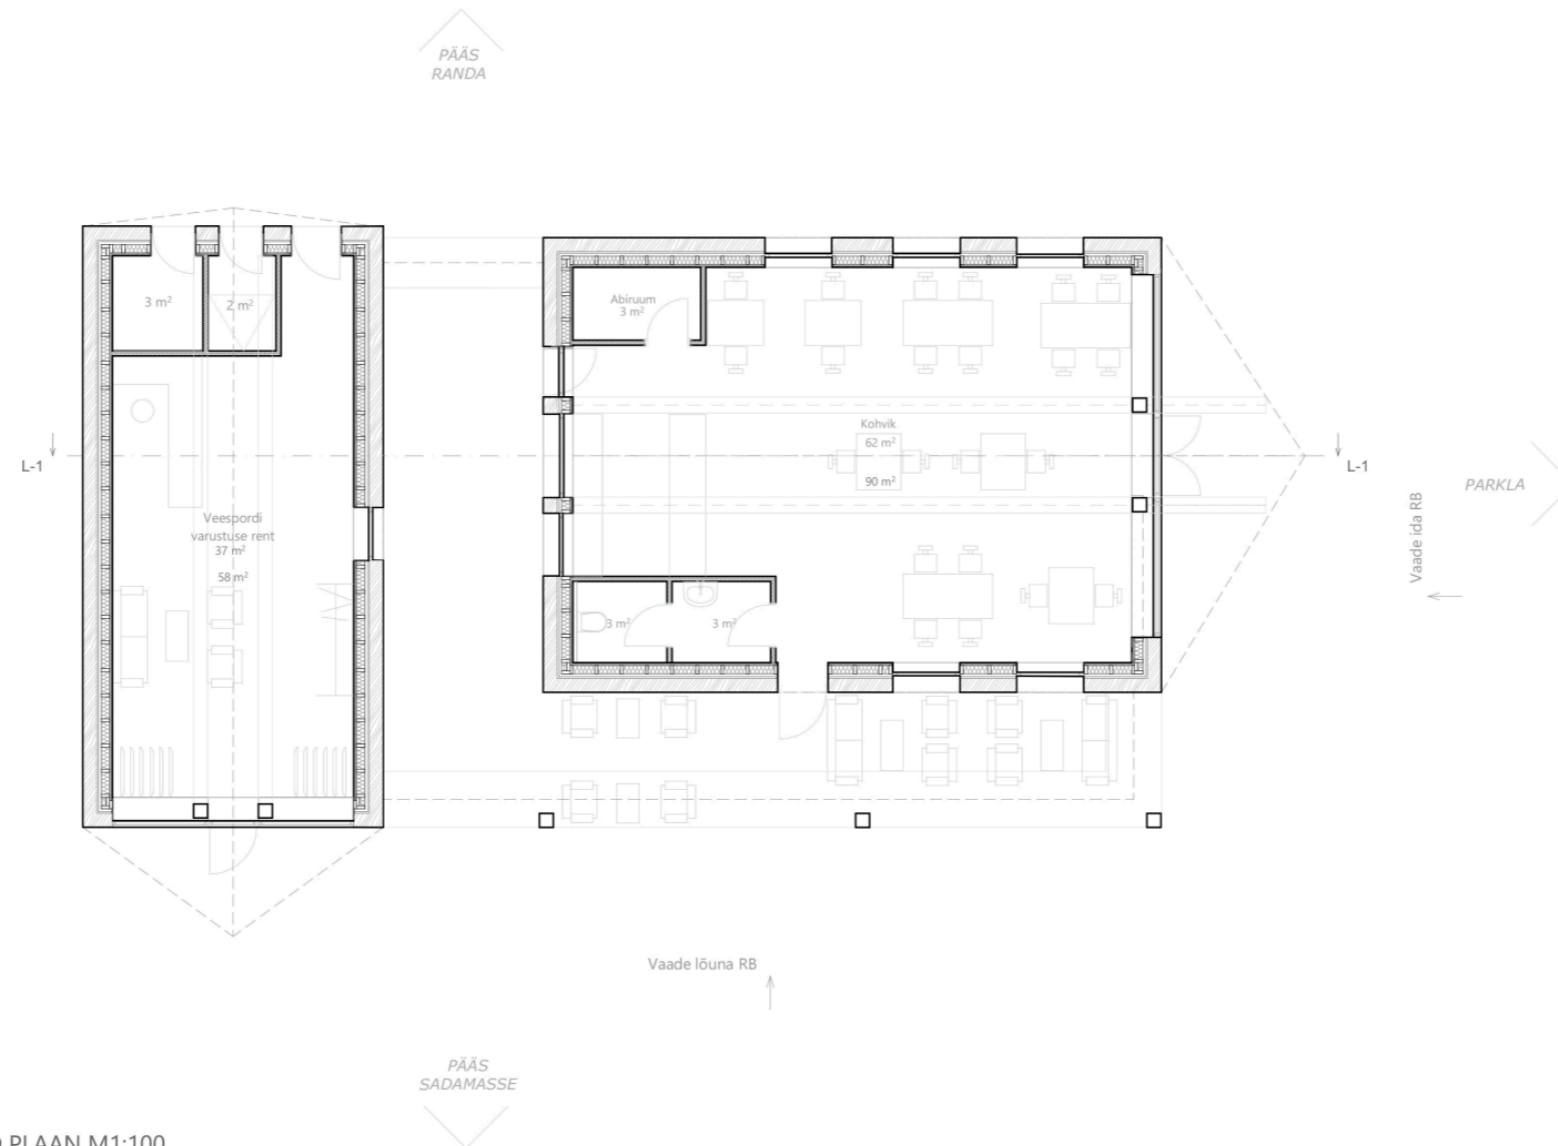 PÄÄS
RANDA
3 m²
2 m²
Abiruum
3 m²
Kohvik
62 m²
90 m²
L-1
L-1
PARKLA
Vaade ida RB
Veespordi
varustuse rent
37 m²
58 m²
3 m²
3 m²
Vaade lõuna RB
PÄÄS
SADAMASSE
PLAAN M1:100